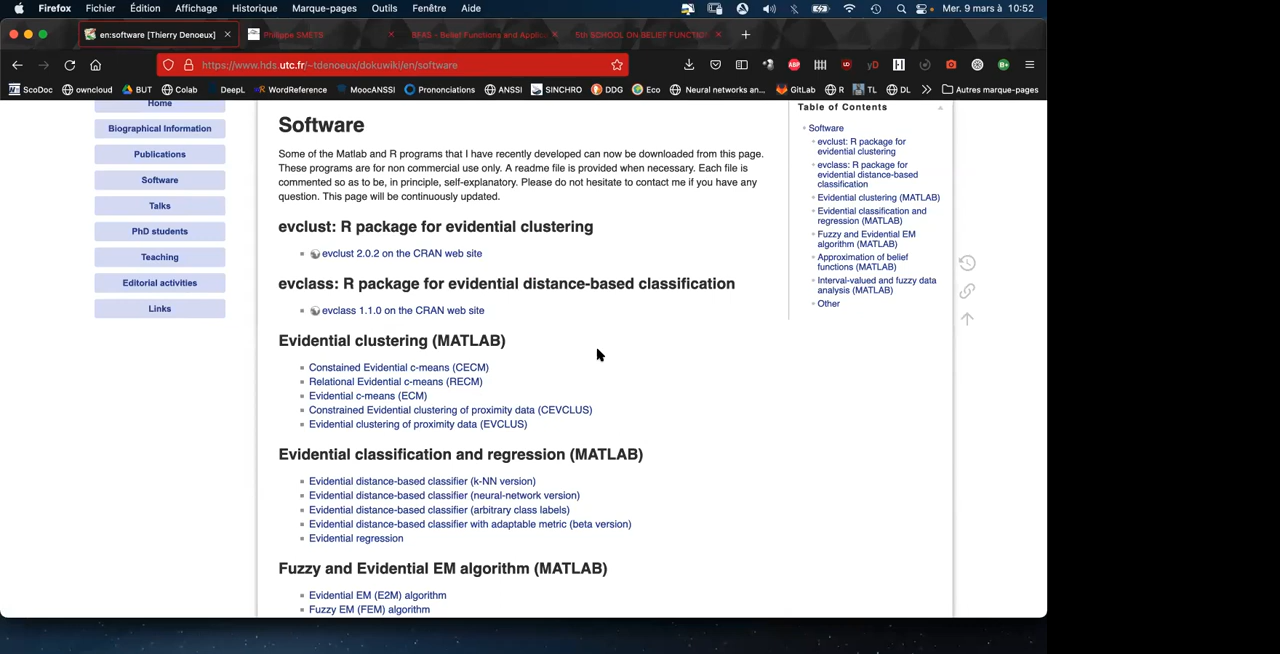 Firefox Fichier Édition Affichage Historique Marque-pages Outils Fenêtre Aide Mer. 9 mars à 10:52
en:software [Thierry Denoeux] Philippe SMETS BFAS - Belief Functions and Applic 5th SCHOOL ON BELIEF FUNCTION
https://www.hds.utc.fr/~tdenoeux/dokuwiki/en/software
ScoDoc owncloud BUT Colab DeepL WordReference MoocANSSI Prononciations ANSSI SINCHRO DDG Eco Neural networks an... GitLab R TL DL Autres marque-pages
Home
Biographical Information
Publications
Software
Talks
PhD students
Teaching
Editorial activities
Links
Software
Some of the Matlab and R programs that I have recently developed can now be downloaded from this page.
These programs are for non commercial use only. A readme file is provided when necessary. Each file is
commented so as to be, in principle, self-explanatory. Please do not hesitate to contact me if you have any
question. This page will be continuously updated.
evclust: R package for evidential clustering
evclust 2.0.2 on the CRAN web site
evclass: R package for evidential distance-based classification
evclass 1.1.0 on the CRAN web site
Evidential clustering (MATLAB)
Constained Evidential c-means (CECM)
Relational Evidential c-means (RECM)
Evidential c-means (ECM)
Constrained Evidential clustering of proximity data (CEVCLUS)
Evidential clustering of proximity data (EVCLUS)
Evidential classification and regression (MATLAB)
Evidential distance-based classifier (k-NN version)
Evidential distance-based classifier (neural-network version)
Evidential distance-based classifier (arbitrary class labels)
Evidential distance-based classifier with adaptable metric (beta version)
Evidential regression
Fuzzy and Evidential EM algorithm (MATLAB)
Evidential EM (E2M) algorithm
Fuzzy EM (FEM) algorithm
Table of Contents
Software
evclust: R package for
evidential clustering
evclass: R package for
evidential distance-based
classification
Evidential clustering (MATLAB)
Evidential classification and
regression (MATLAB)
Fuzzy and Evidential EM
algorithm (MATLAB)
Approximation of belief
functions (MATLAB)
Interval-valued and fuzzy data
analysis (MATLAB)
Other